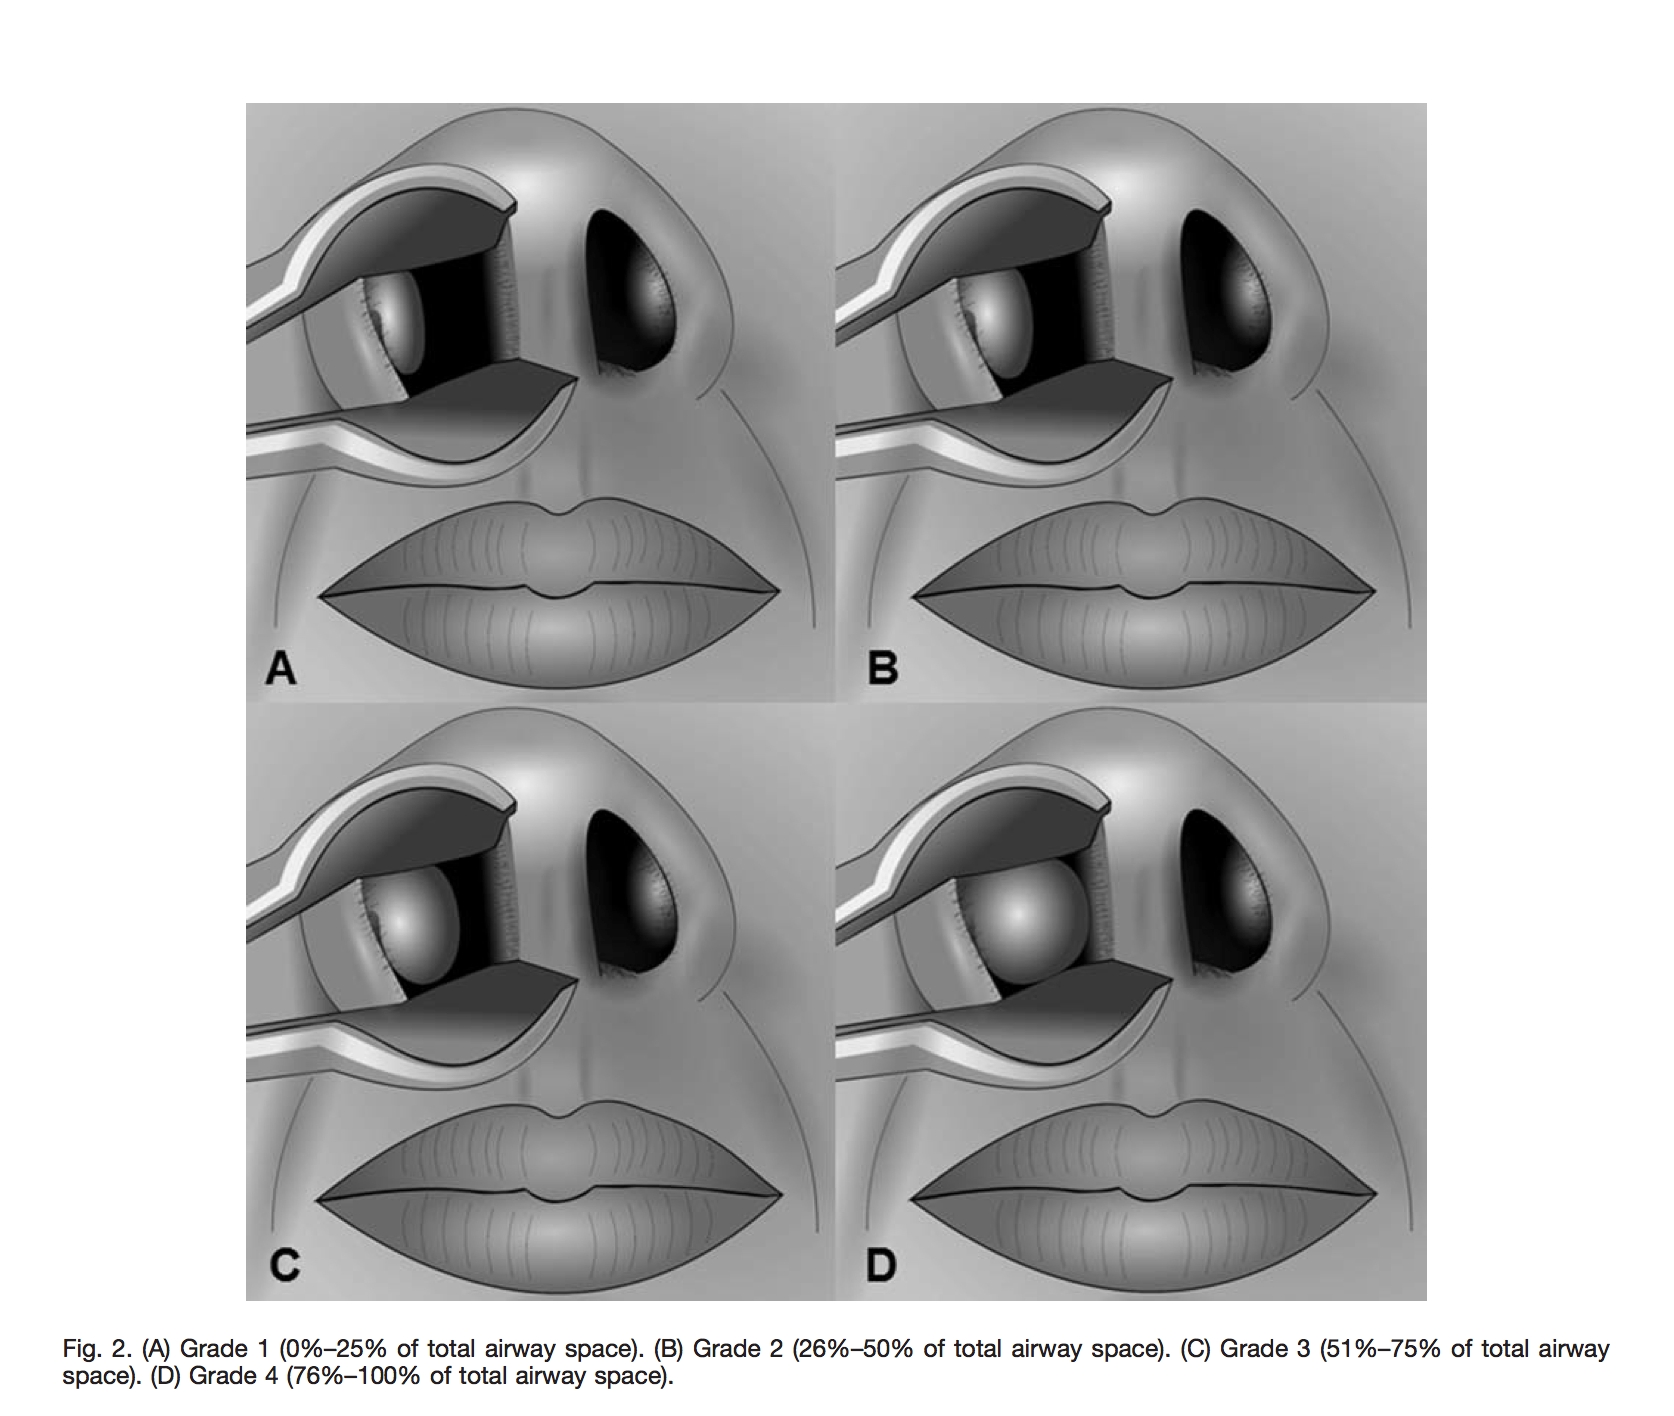 A
B
C
D
Fig. 2. (A) Grade 1 (0%–25% of total airway space). (B) Grade 2 (26%–50% of total airway space). (C) Grade 3 (51%–75% of total airway
space). (D) Grade 4 (76%–100% of total airway space).